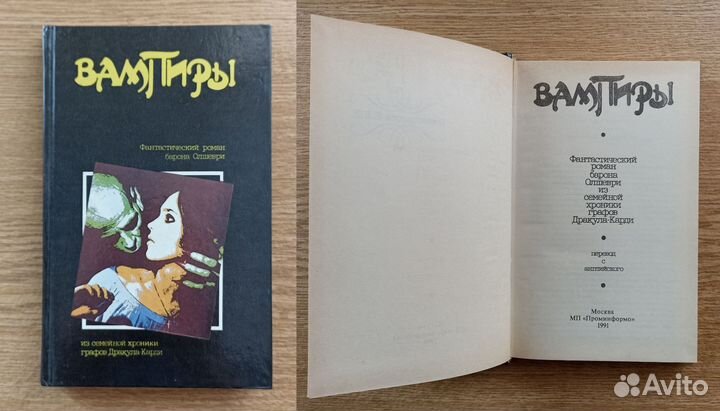 ВАМПИРЫ
Фантастический роман
барона Олшеври
из семейной хроники
графов Дракула-Карди
ВАМПИРЫ
Фантастический
роман
барона
Олшеври
из
семейной
хроники
графов
Дракула-Карди
перевод
с
английского
Москва
МП «Проминформо»
1991
Avito